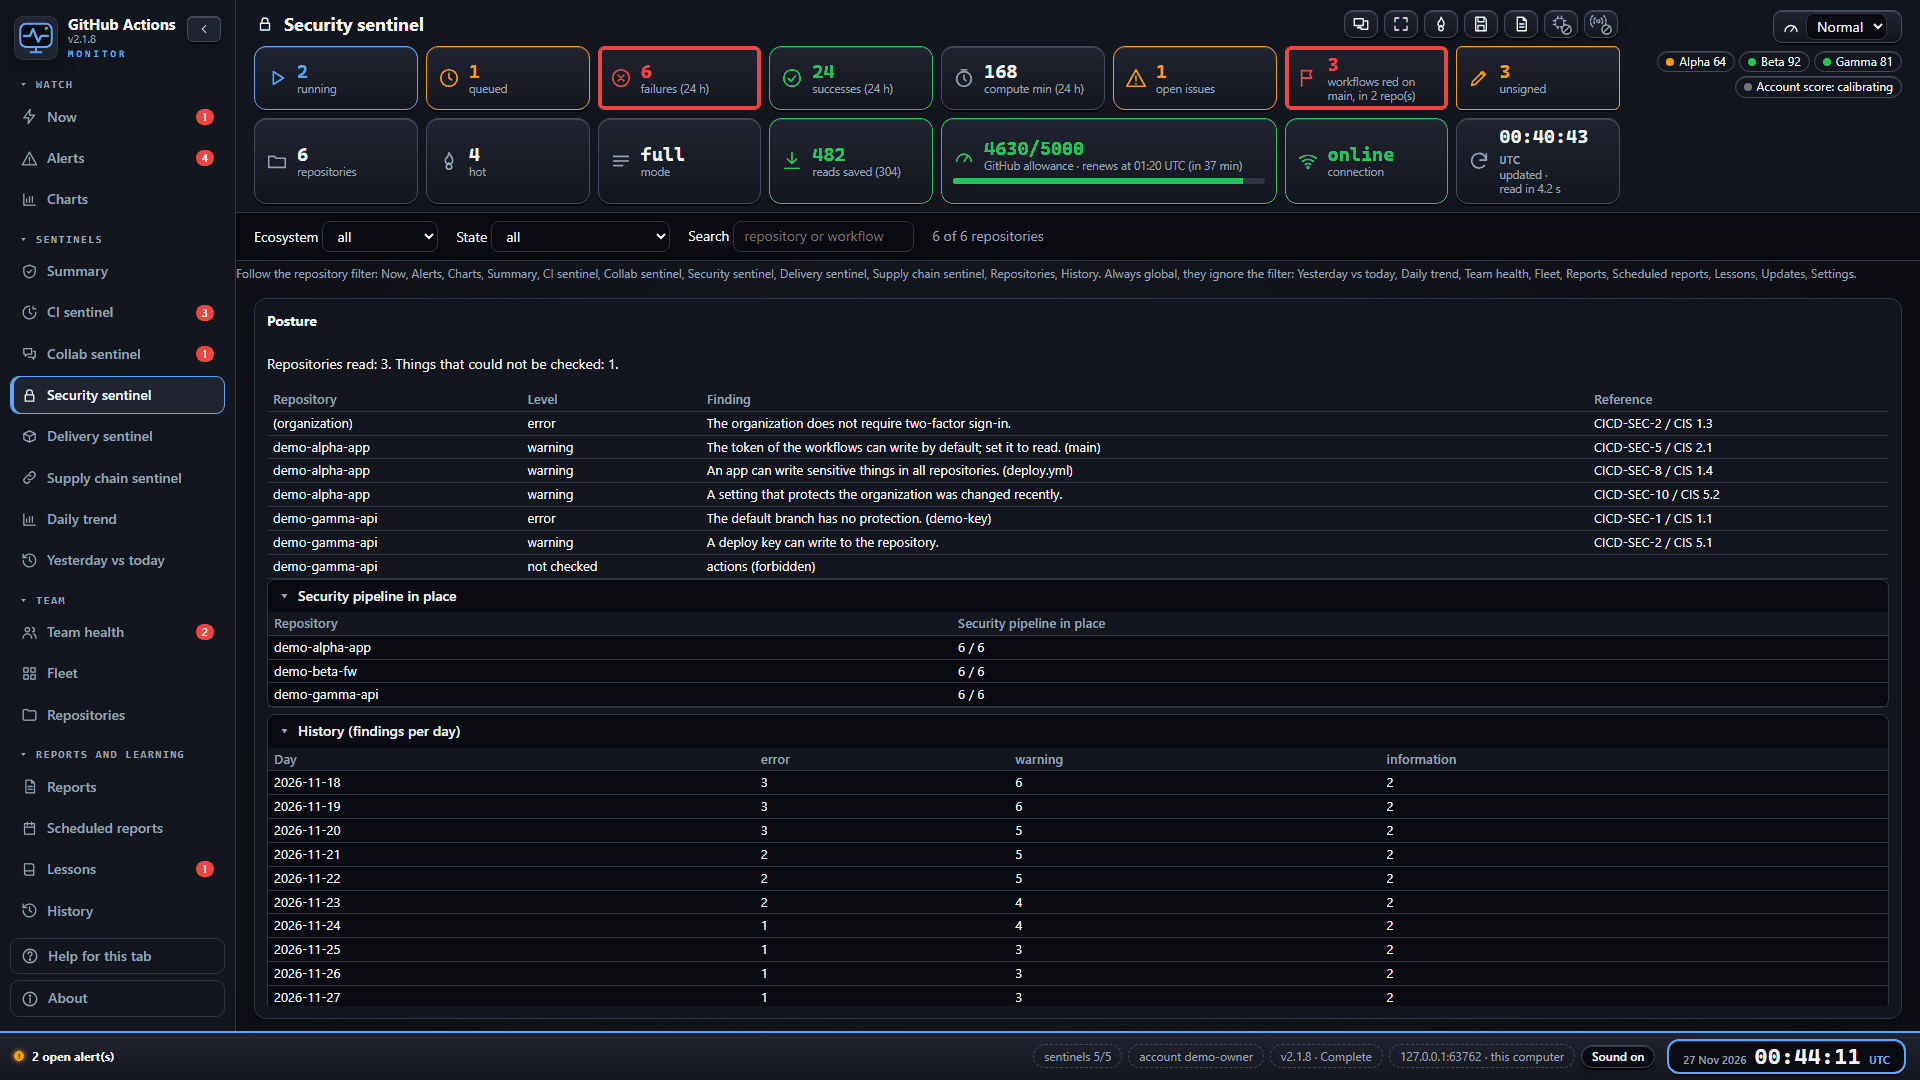 GitHub Actions
v2.1.8
MONITOR
WATCH
Now 1
Alerts 4
Charts
SENTINELS
Summary
CI sentinel 3
Collab sentinel 1
Security sentinel
Delivery sentinel
Supply chain sentinel
Daily trend
Yesterday vs today
TEAM
Team health 2
Fleet
Repositories
REPORTS AND LEARNING
Reports
Scheduled reports
Lessons 1
History
Help for this tab
About
Security sentinel
Normal
Alpha 64
Beta 92
Gamma 81
Account score: calibrating
2
running
1
queued
6
failures (24 h)
24
successes (24 h)
168
compute min (24 h)
1
open issues
3
workflows red on
main, in 2 repo(s)
3
unsigned
6
repositories
4
hot
full
mode
482
reads saved (304)
4630/5000
GitHub allowance · renews at 01:20 UTC (in 37 min)
online
connection
00:40:43
UTC
updated ·
read in 4.2 s
Ecosystem all State all Search repository or workflow 6 of 6 repositories
Follow the repository filter: Now, Alerts, Charts, Summary, CI sentinel, Collab sentinel, Security sentinel, Delivery sentinel, Supply chain sentinel, Repositories, History. Always global, they ignore the filter: Yesterday vs today, Daily trend, Team health, Fleet, Reports, Scheduled reports, Lessons, Updates, Settings.
Posture
Repositories read: 3. Things that could not be checked: 1.
Repository Level Finding Reference
(organization) error The organization does not require two-factor sign-in. CICD-SEC-2 / CIS 1.3
demo-alpha-app warning The token of the workflows can write by default; set it to read. (main) CICD-SEC-5 / CIS 2.1
demo-alpha-app warning An app can write sensitive things in all repositories. (deploy.yml) CICD-SEC-8 / CIS 1.4
demo-alpha-app warning A setting that protects the organization was changed recently. CICD-SEC-10 / CIS 5.2
demo-gamma-api error The default branch has no protection. (demo-key) CICD-SEC-1 / CIS 1.1
demo-gamma-api warning A deploy key can write to the repository. CICD-SEC-2 / CIS 5.1
demo-gamma-api not checked actions (forbidden)
Security pipeline in place
Repository Security pipeline in place
demo-alpha-app 6 / 6
demo-beta-fw 6 / 6
demo-gamma-api 6 / 6
History (findings per day)
Day error warning information
2026-11-18 3 6 2
2026-11-19 3 6 2
2026-11-20 3 5 2
2026-11-21 2 5 2
2026-11-22 2 5 2
2026-11-23 2 4 2
2026-11-24 1 4 2
2026-11-25 1 3 2
2026-11-26 1 3 2
2026-11-27 1 3 2
2 open alert(s)
sentinels 5/5
account demo-owner
v2.1.8 · Complete
127.0.0.1:63762 · this computer
Sound on
27 Nov 2026 00:44:11 UTC